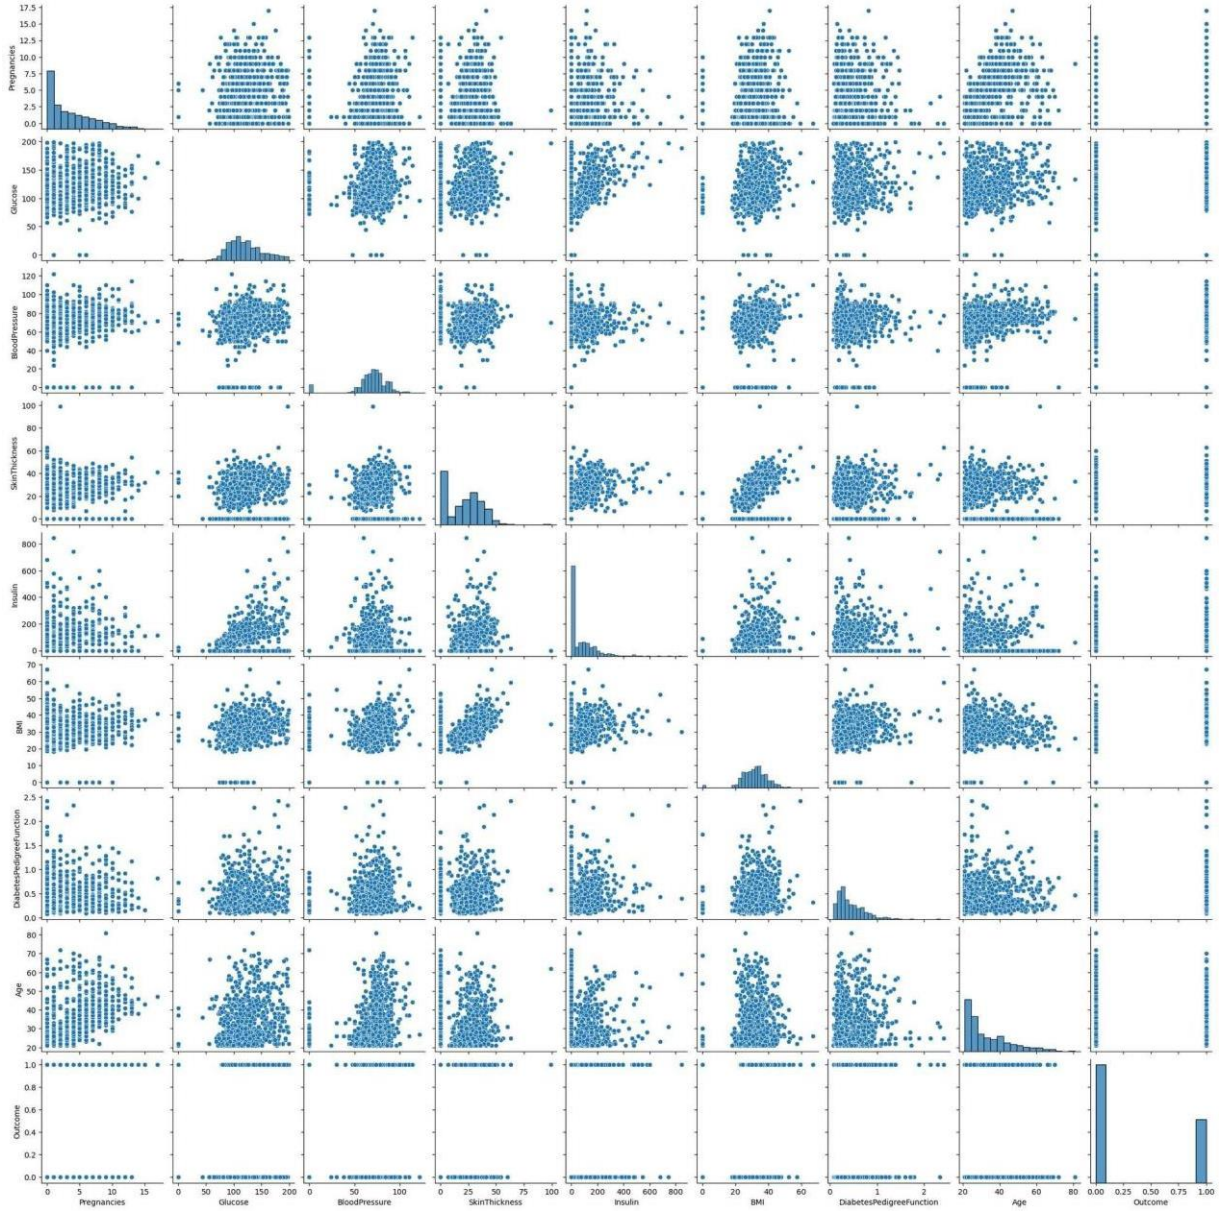 17.5
15.0
12.5
10.0
7.5
5.0
2.5
0.0
Pregnancies
200
150
100
50
0
Glucose
120
100
80
60
40
20
0
BloodPressure
100
80
60
40
20
0
SkinThickness
800
600
400
200
0
Insulin
70
60
50
40
30
20
10
0
BMI
2.5
2.0
1.5
1.0
0.5
0.0
DiabetesPedigreeFunction
80
70
60
50
40
30
20
Age
1.0
0.8
0.6
0.4
0.2
0.0
Outcome
0 5 10 15
Pregnancies
0 50 100 150 200
Glucose
0 50 100
BloodPressure
0 25 50 75 100
SkinThickness
0 200 400 600 800
Insulin
0 20 40 60
BMI
0 1 2
DiabetesPedigreeFunction
20 40 60 80
Age
0.00 0.25 0.50 0.75 1.00
Outcome